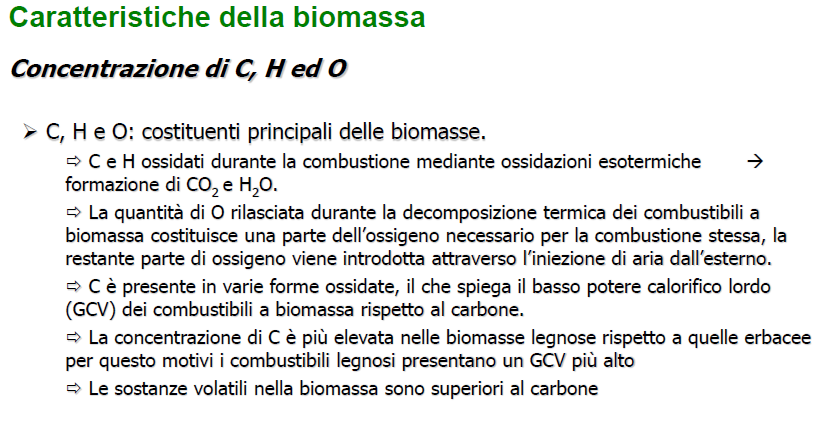 Caratteristiche della biomassa
Concentrazione di C, H ed O
➢ C, H e O: costituenti principali delle biomasse.
⇨ C e H ossidati durante la combustione mediante ossidazioni esotermiche →
formazione di CO₂ e H₂O.
⇨ La quantità di O rilasciata durante la decomposizione termica dei combustibili a
biomassa costituisce una parte dell'ossigeno necessario per la combustione stessa, la
restante parte di ossigeno viene introdotta attraverso l'iniezione di aria dall'esterno.
⇨ C è presente in varie forme ossidate, il che spiega il basso potere calorifico lordo
(GCV) dei combustibili a biomassa rispetto al carbone.
⇨ La concentrazione di C è più elevata nelle biomasse legnose rispetto a quelle erbacee
per questo motivi i combustibili legnosi presentano un GCV più alto
⇨ Le sostanze volatili nella biomassa sono superiori al carbone